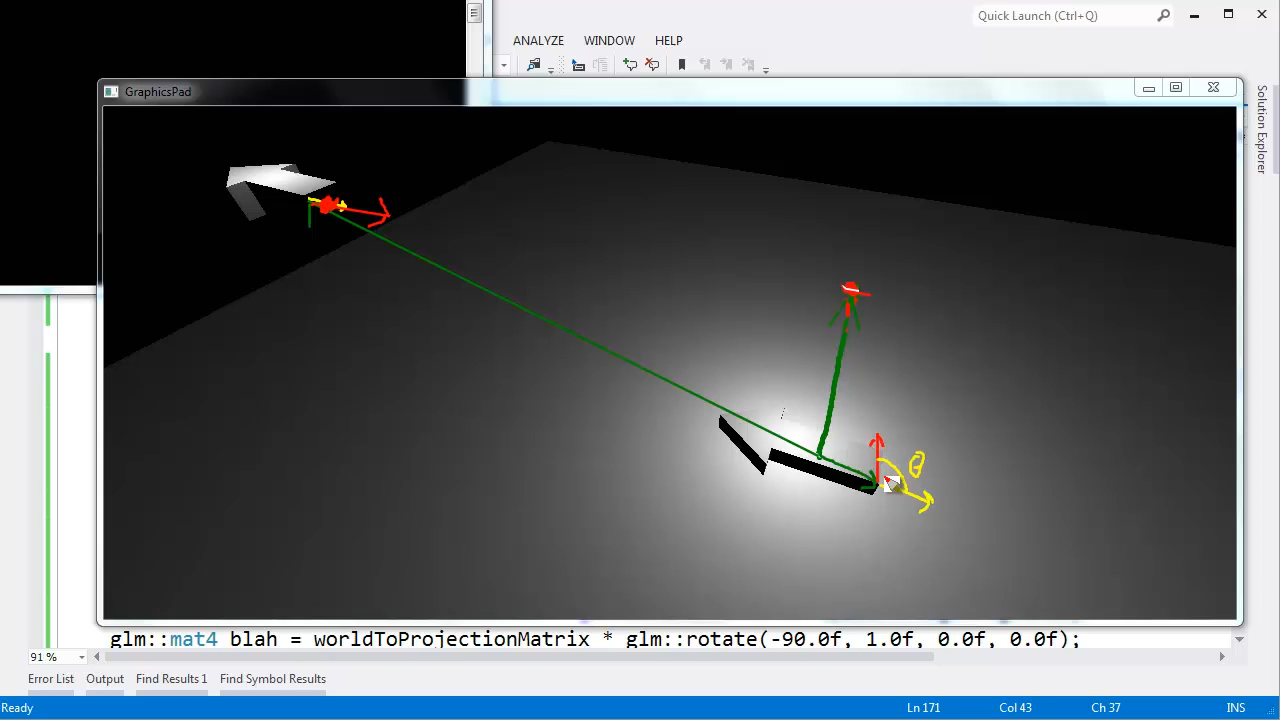 Quick Launch (Ctrl+Q)
ANALYZE WINDOW HELP
GraphicsPad
Solution Explorer
θ
glm::mat4 blah = worldToProjectionMatrix * glm::rotate(-90.0f, 1.0f, 0.0f, 0.0f);
91 %
Error List Output Find Results 1 Find Symbol Results
Ready Ln 171 Col 43 Ch 37 INS